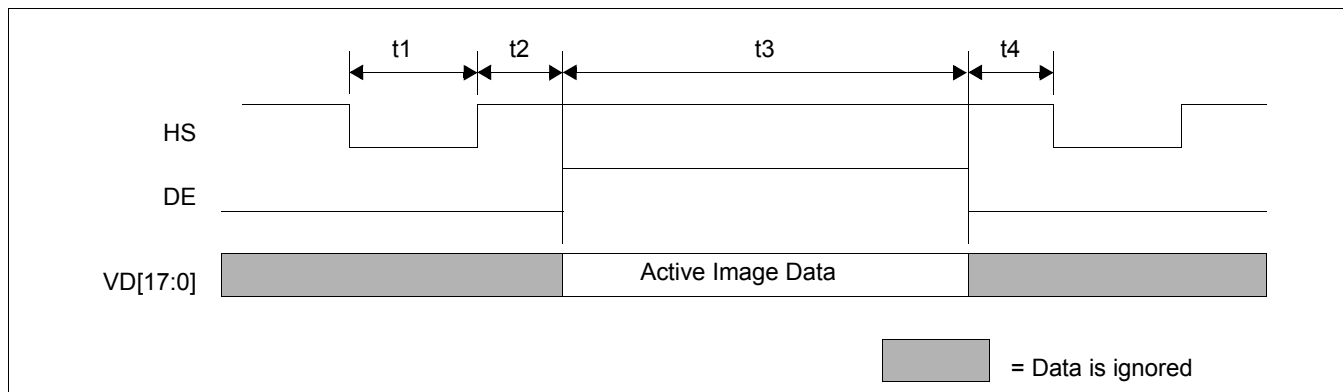 t1 t2 t3 t4
HS
DE
VD[17:0] Active Image Data
= Data is ignored